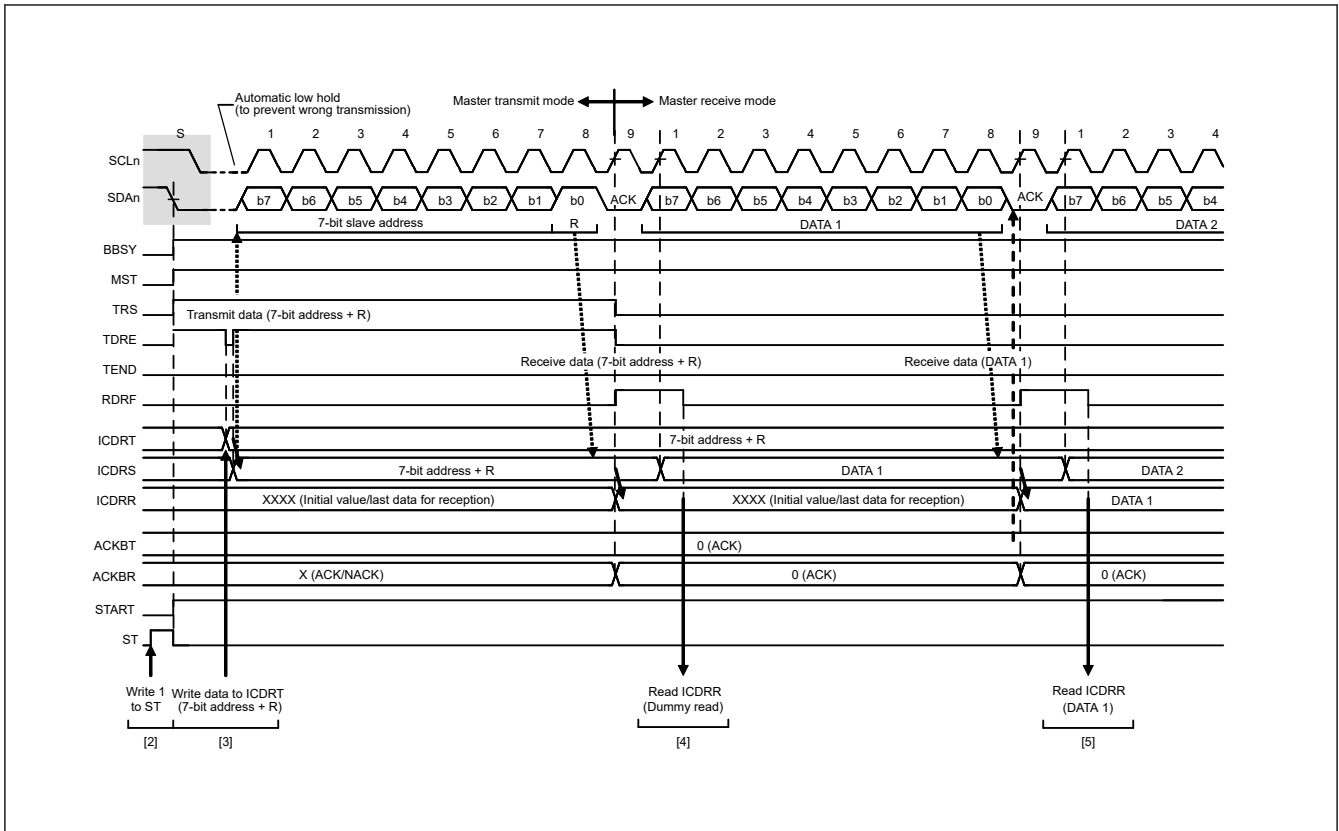 Automatic low hold
(to prevent wrong transmission)
Master transmit mode
Master receive mode
S 1 2 3 4 5 6 7 8 9 1 2 3 4 5 6 7 8 9 1 2 3 4
SCLn
SDAn b7 b6 b5 b4 b3 b2 b1 b0 ACK b7 b6 b5 b4 b3 b2 b1 b0 ACK b7 b6 b5 b4
7-bit slave address R DATA 1 DATA 2
BBSY
MST
TRS
Transmit data (7-bit address + R)
TDRE
Receive data (7-bit address + R) Receive data (DATA 1)
TEND
RDRF
ICDRT 7-bit address + R
ICDRS 7-bit address + R DATA 1 DATA 2
ICDRR XXXX (Initial value/last data for reception) XXXX (Initial value/last data for reception) DATA 1
ACKBT 0 (ACK)
ACKBR X (ACK/NACK) 0 (ACK) 0 (ACK)
START
ST
Write 1
to ST
Write data to ICDRT
(7-bit address + R)
Read ICDRR
(Dummy read)
Read ICDRR
(DATA 1)
[2] [3] [4] [5]